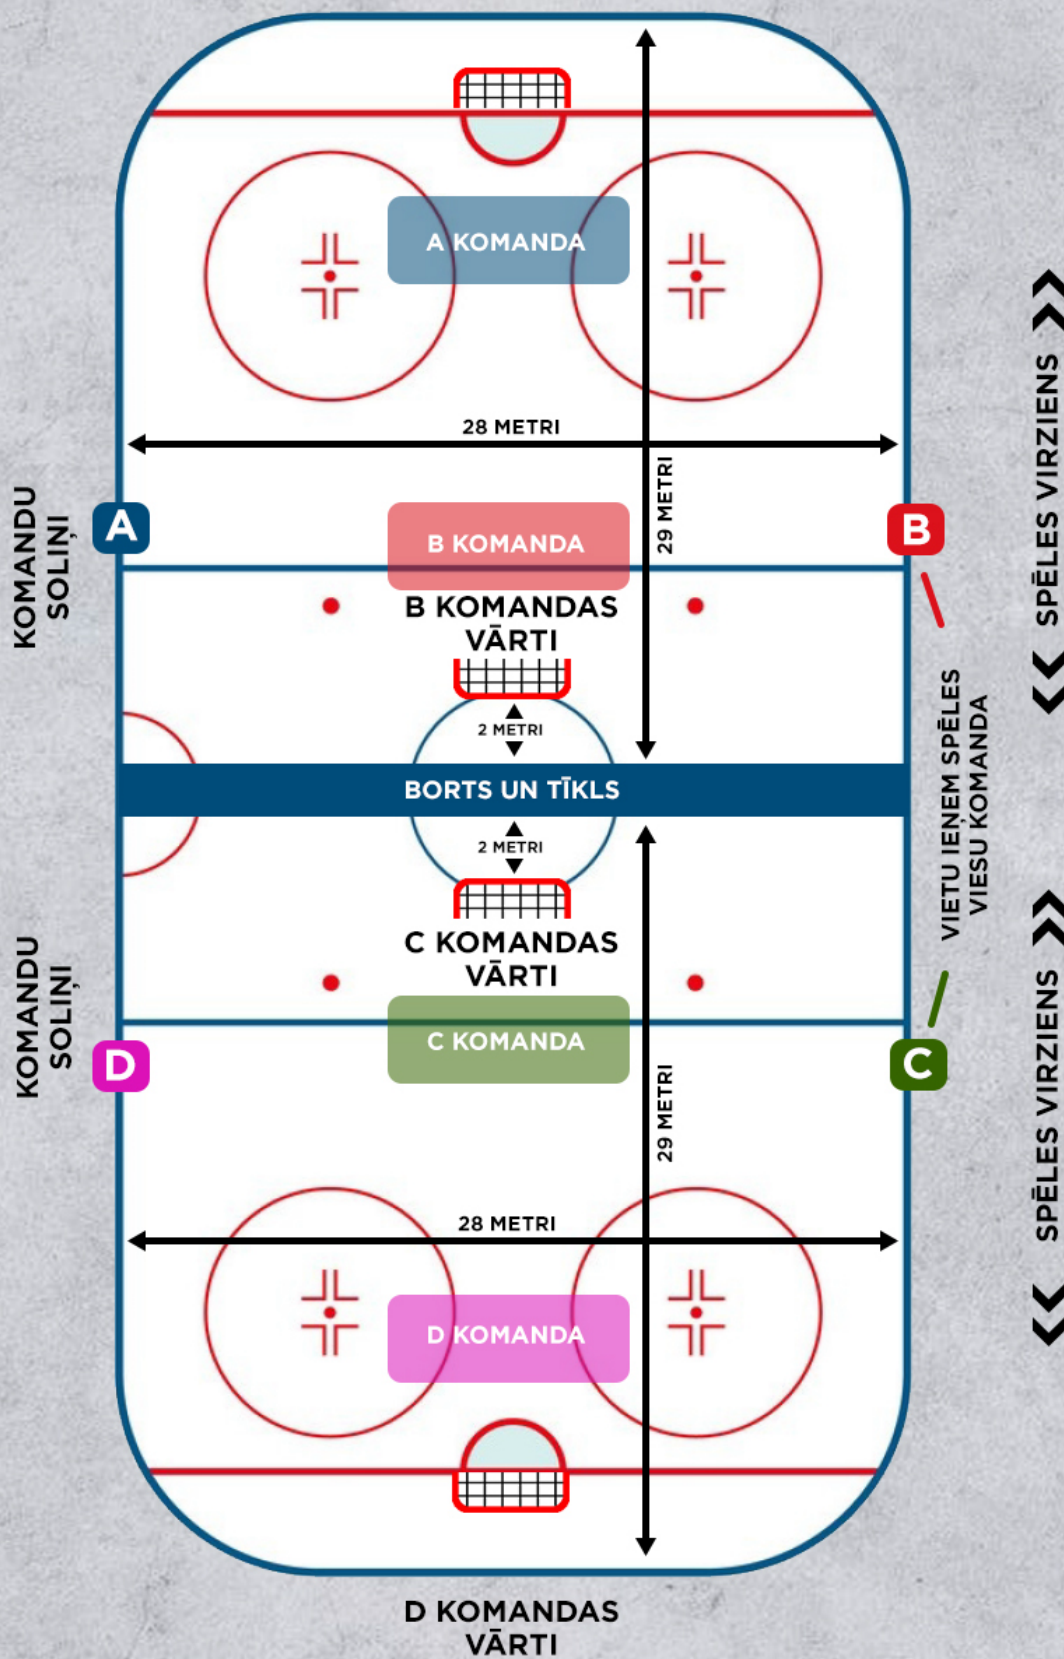 A KOMANDA
28 METRI
29 METRI
SPĒLES VIRZIENS
KOMANDU
SOLIŅI
A
B KOMANDA
B
B KOMANDAS
VĀRTI
2 METRI
BORTS UN TĪKLS
VIETU IEŅEM SPĒLES
VIESU KOMANDA
2 METRI
C KOMANDAS
VĀRTI
KOMANDU
SOLIŅI
C KOMANDA
D
C
29 METRI
SPĒLES VIRZIENS
28 METRI
D KOMANDA
D KOMANDAS
VĀRTI